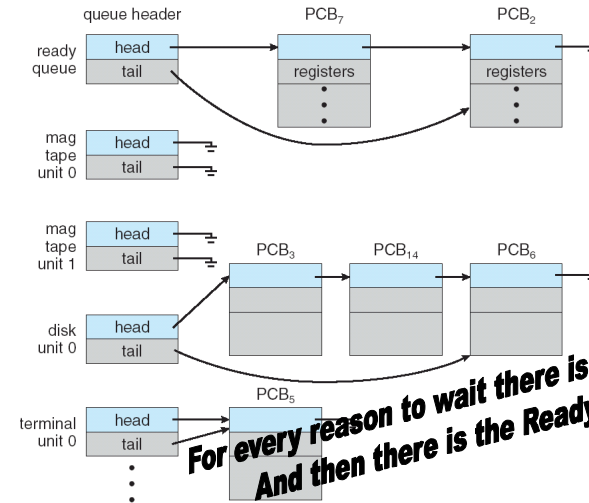 queue header PCB7 PCB2
ready
queue
head
tail
registers
registers
mag
tape
unit 0
head
tail
mag
tape
unit 1
head
tail
PCB3 PCB14 PCB6
disk
unit 0
head
tail
PCB5
terminal
unit 0
head
tail
For every reason to wait there is
And then there is the Ready